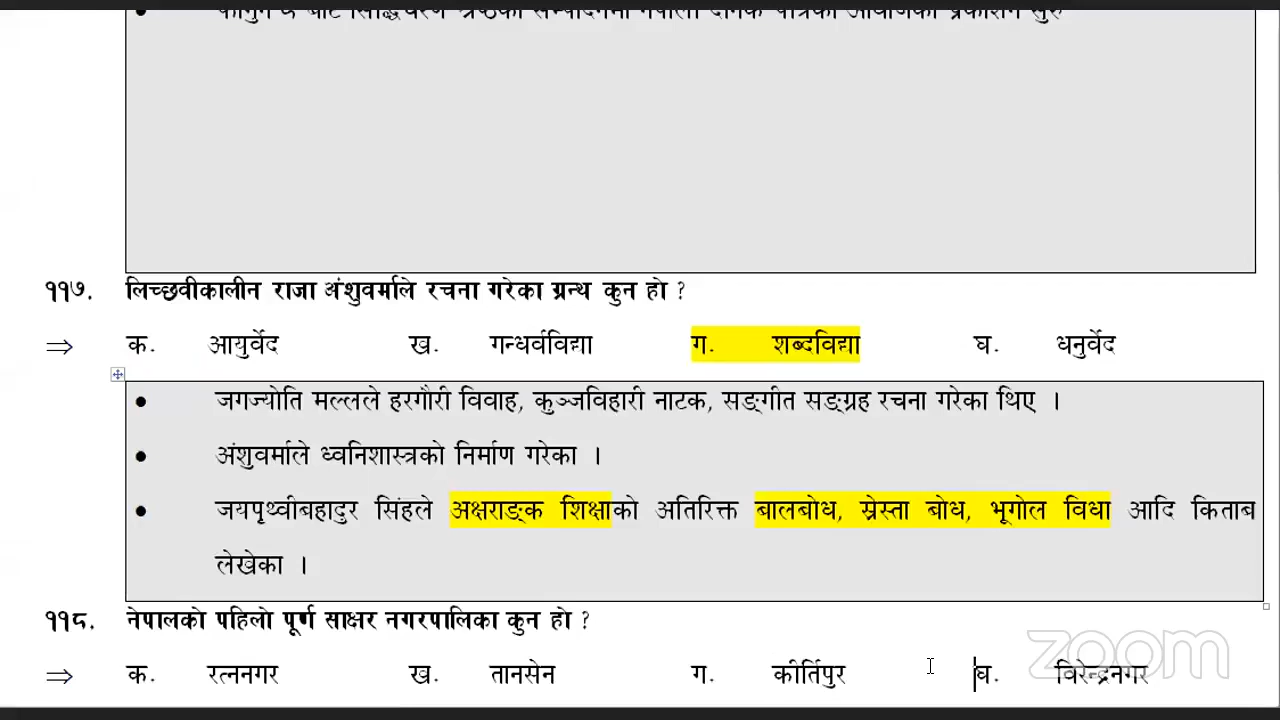 ११७. लिच्छवीकालीन राजा अंशुवर्माले रचना गरेका ग्रन्थ कुन हो ?
⇒ क. आयुर्वेद ख. गन्धर्वविद्या ग. शब्दविद्या घ. धनुर्वेद
• जगज्योति मल्लले हरगौरी विवाह, कुञ्जविहारी नाटक, सङ्गीत सङ्ग्रह रचना गरेका थिए ।
• अंशुवर्माले ध्वनिशास्त्रको निर्माण गरेका ।
• जयपृथ्वीबहादुर सिंहले अक्षराङ्क शिक्षाको अतिरिक्त बालबोध, स्रेस्ता बोध, भूगोल विधा आदि किताब
लेखेका ।
११८. नेपालको पहिलो पूर्ण साक्षर नगरपालिका कुन हो ?
⇒ क. रत्ननगर ख. तानसेन ग. कीर्तिपुर घ. विरेन्द्रनगर
zoom